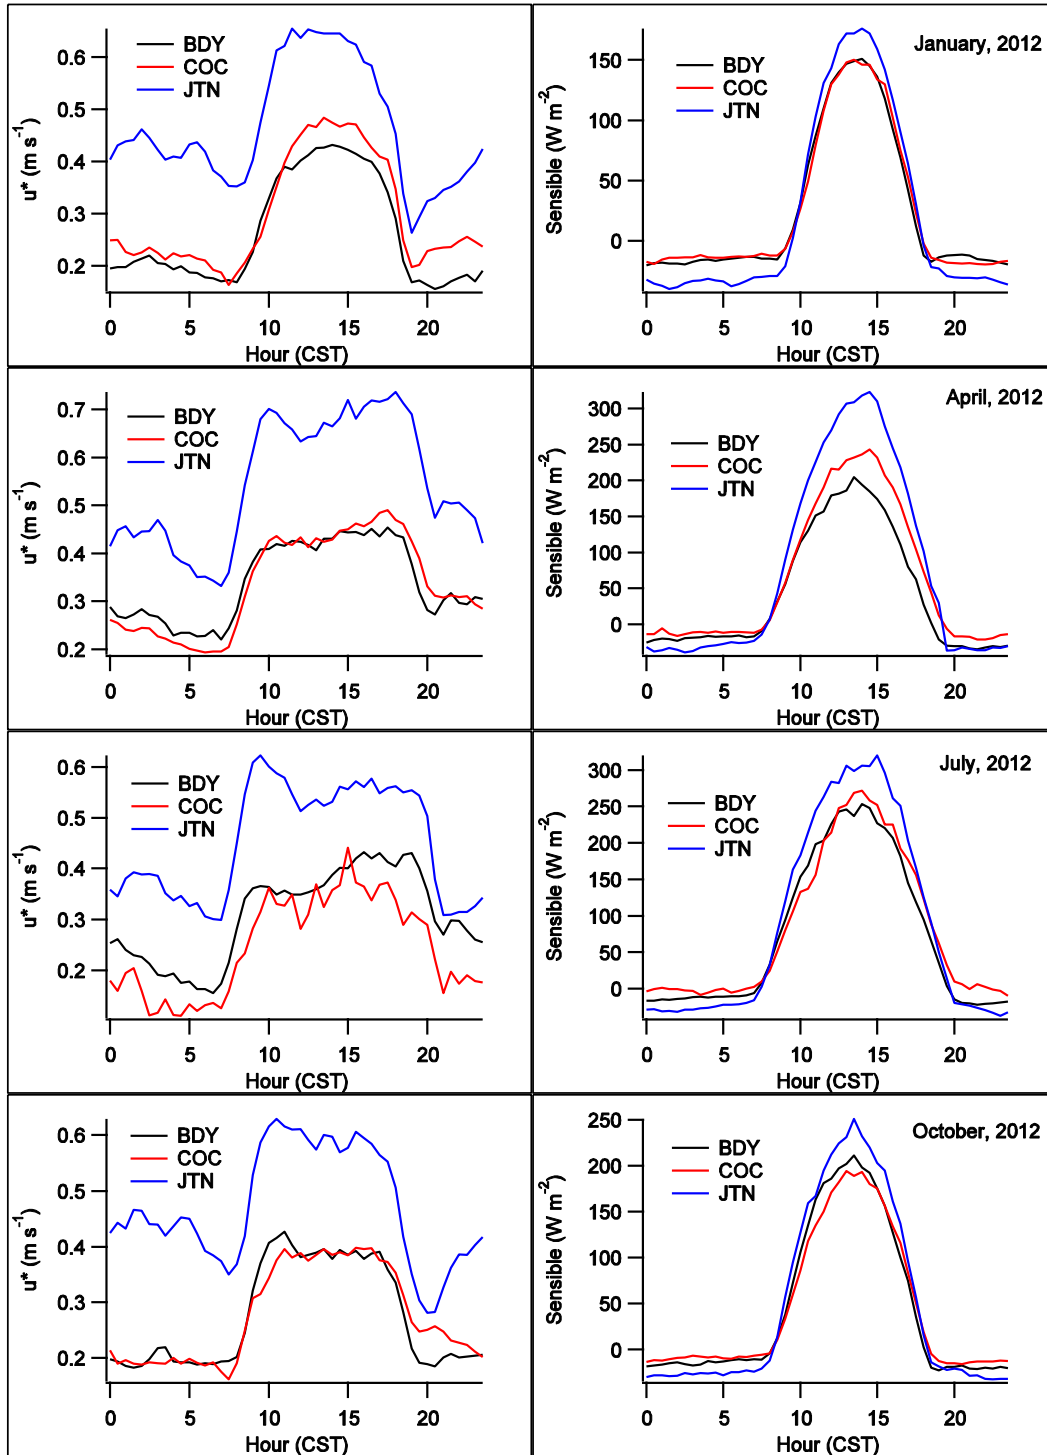 0.6
0.5
0.4
0.3
0.2
u* (m s-1)
BDY
COC
JTN
0 5 10 15 20
Hour (CST)
January, 2012
150
100
50
0
Sensible (W m-2)
BDY
COC
JTN
0 5 10 15 20
Hour (CST)
0.7
0.6
0.5
0.4
0.3
0.2
u* (m s-1)
BDY
COC
JTN
0 5 10 15 20
Hour (CST)
April, 2012
300
250
200
150
100
50
0
Sensible (W m-2)
BDY
COC
JTN
0 5 10 15 20
Hour (CST)
0.6
0.5
0.4
0.3
0.2
u* (m s-1)
BDY
COC
JTN
0 5 10 15 20
Hour (CST)
July, 2012
300
250
200
150
100
50
0
Sensible (W m-2)
BDY
COC
JTN
0 5 10 15 20
Hour (CST)
0.6
0.5
0.4
0.3
0.2
u* (m s-1)
BDY
COC
JTN
0 5 10 15 20
Hour (CST)
October, 2012
250
200
150
100
50
0
Sensible (W m-2)
BDY
COC
JTN
0 5 10 15 20
Hour (CST)